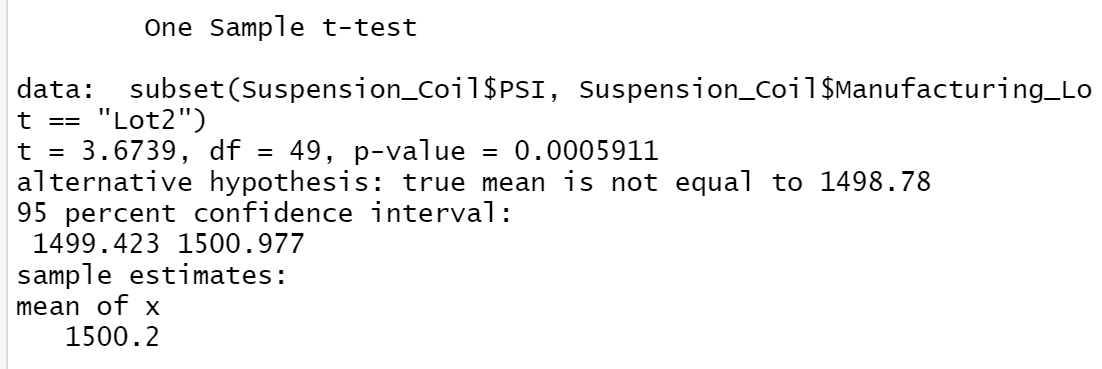 One Sample t-test
data:  subset(Suspension_Coil$PSI, Suspension_Coil$Manufacturing_Lo
t == "Lot2")
t = 3.6739, df = 49, p-value = 0.0005911
alternative hypothesis: true mean is not equal to 1498.78
95 percent confidence interval:
1499.423 1500.977
sample estimates:
mean of x
1500.2